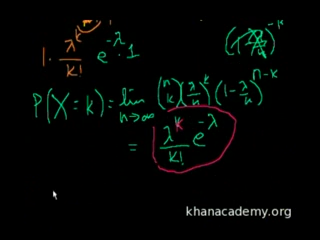 1 · λ^k/k! e^-λ · 1
P(X = k) = lim n→∞ (n k) (λ/n)^k (1 - λ/n)^n-k
= λ^k/k! e^-λ
khanacademy.org